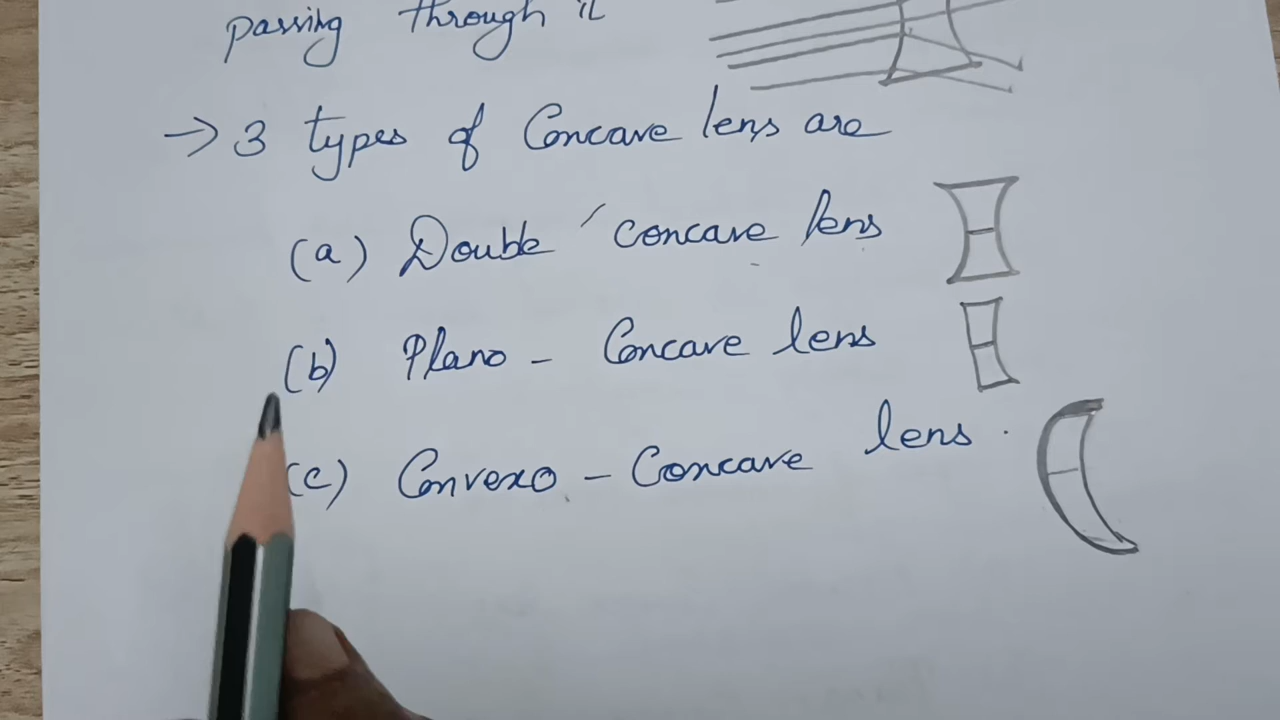 passing through it
→ 3 types of Concave lens are
(a) Double concave lens
(b) Plano - Concave lens
(c) Convexo - Concave lens.